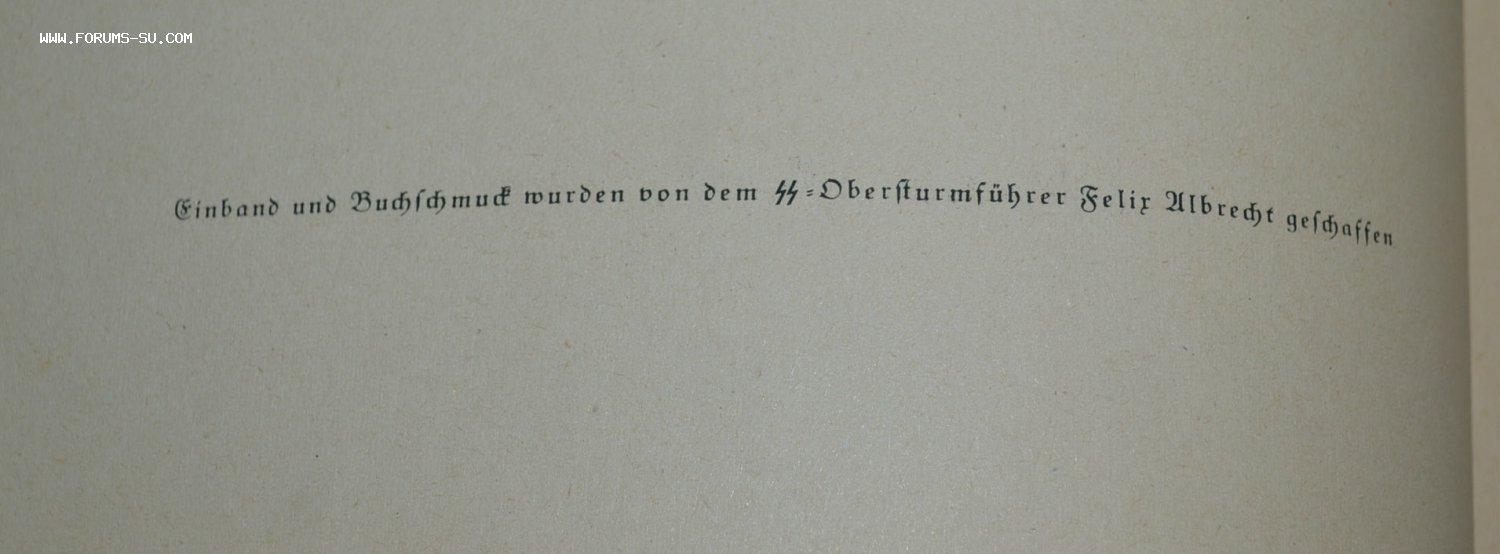 WWW.FORUMS-SU.COM
Einband und Buchſchmuck wurden von dem ᛋᛋ-Oberſturmführer Felix Albrecht geſchaffen